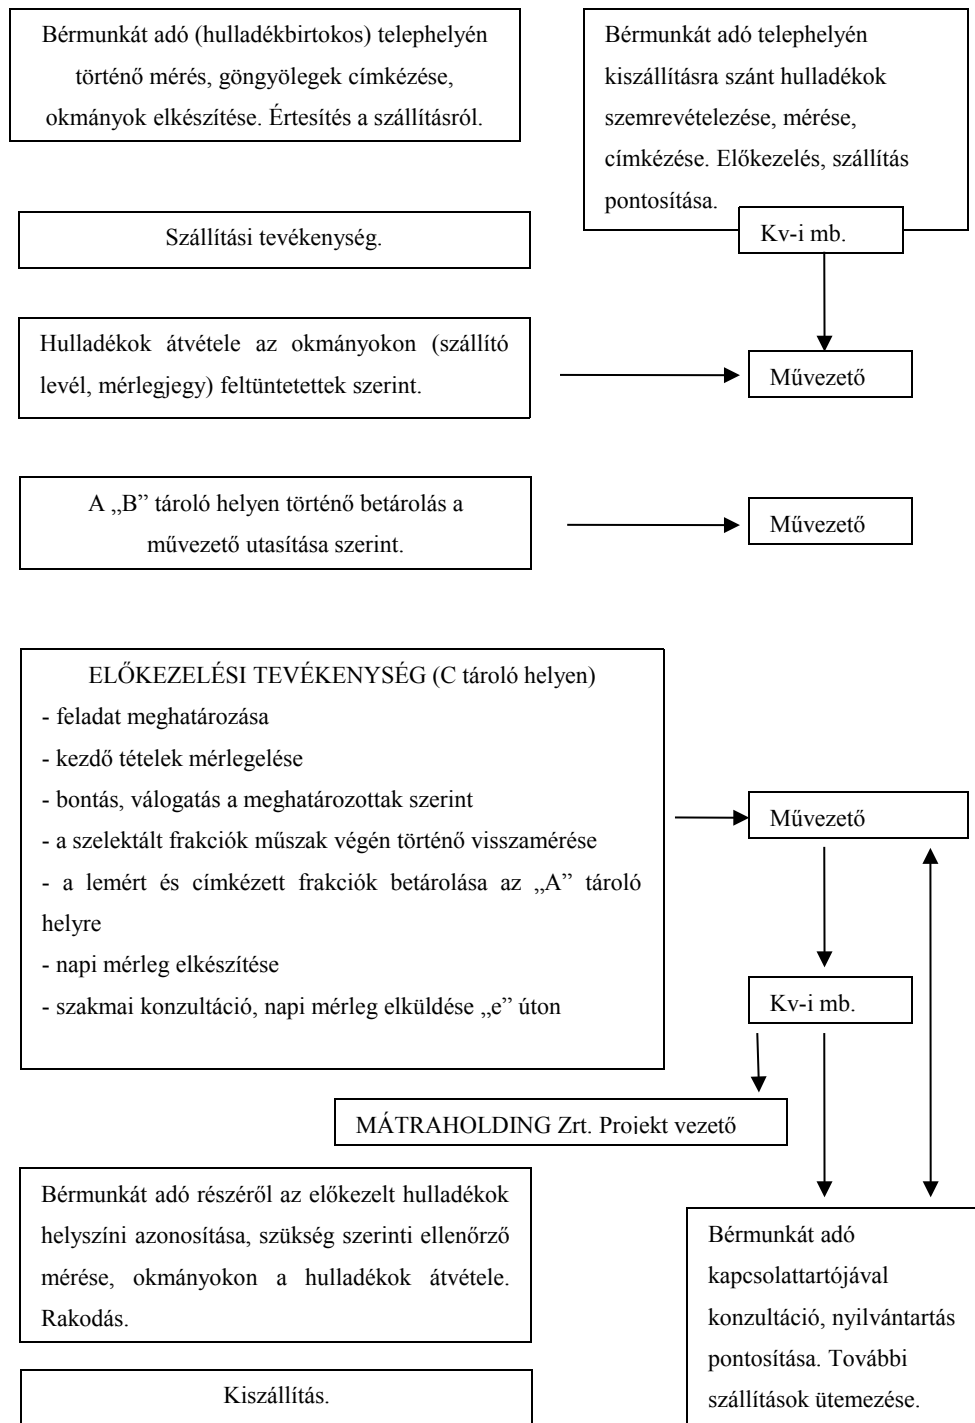 Bérmunkát adó (hulladékbirtokos) telephelyén
történő mérés, göngyölegek címkézése,
okmányok elkészítése. Értesítés a szállításról.
Bérmunkát adó telephelyén
kiszállításra szánt hulladékok
szemrevételezése, mérése,
címkézése. Előkezelés, szállítás
pontosítása.
Kv-i mb.
Szállítási tevékenység.
Hulladékok átvétele az okmányokon (szállító
levél, mérlegjegy) feltüntetettek szerint.
Művezető
A „B” tároló helyen történő betárolás a
művezető utasítása szerint.
Művezető
ELŐKEZELÉSI TEVÉKENYSÉG (C tároló helyen)
- feladat meghatározása
- kezdő tételek mérlegelése
- bontás, válogatás a meghatározottak szerint
- a szelektált frakciók műszak végén történő visszamérése
- a lemért és címkézett frakciók betárolása az „A” tároló
helyre
- napi mérleg elkészítése
- szakmai konzultáció, napi mérleg elküldése „e” úton
Művezető
Kv-i mb.
MÁTRAHOLDING Zrt. Projekt vezető
Bérmunkát adó részéről az előkezelt hulladékok
helyszíni azonosítása, szükség szerinti ellenőrző
mérése, okmányokon a hulladékok átvétele.
Rakodás.
Bérmunkát adó
kapcsolattartójával
konzultáció, nyilvántartás
pontosítása. További
szállítások ütemezése.
Kiszállítás.